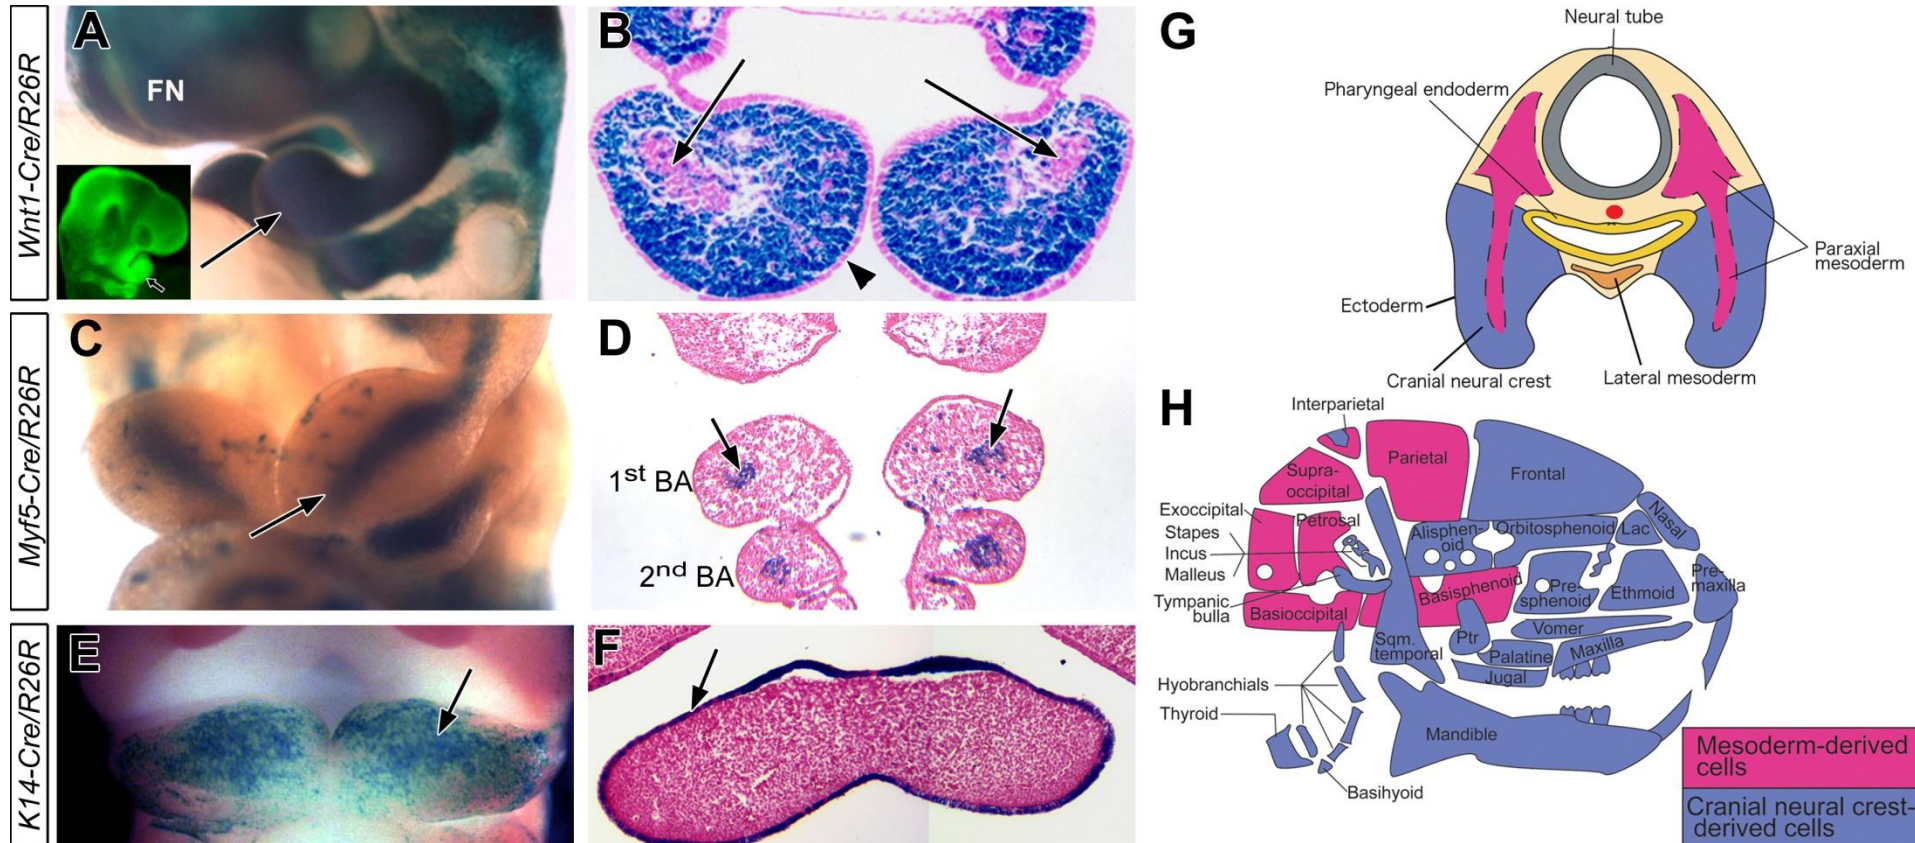 Wnt1-Cre/R26R
A
FN
B
Myf5-Cre/R26R
C
D
1st BA
2nd BA
K14-Cre/R26R
E
F
G
Neural tube
Pharyngeal endoderm
Paraxial
mesoderm
Ectoderm
Cranial neural crest
Lateral mesoderm
H
Interparietal
Supra-
occipital
Parietal
Frontal
Exoccipital
Stapes
Incus
Malleus
Tympanic
bulla
Petrosal
Alisphen-
oid
Orbitosphenoid
Lac
Nasal
Pre-
maxilla
Basioccipital
Basisphenoid
Pre-
sphenoid
Ethmoid
Sqm.
temporal
Ptr
Vomer
Palatine
Maxilla
Jugal
Hyobranchials
Thyroid
Mandible
Basihyoid
Mesoderm-derived
cells
Cranial neural crest-
derived cells